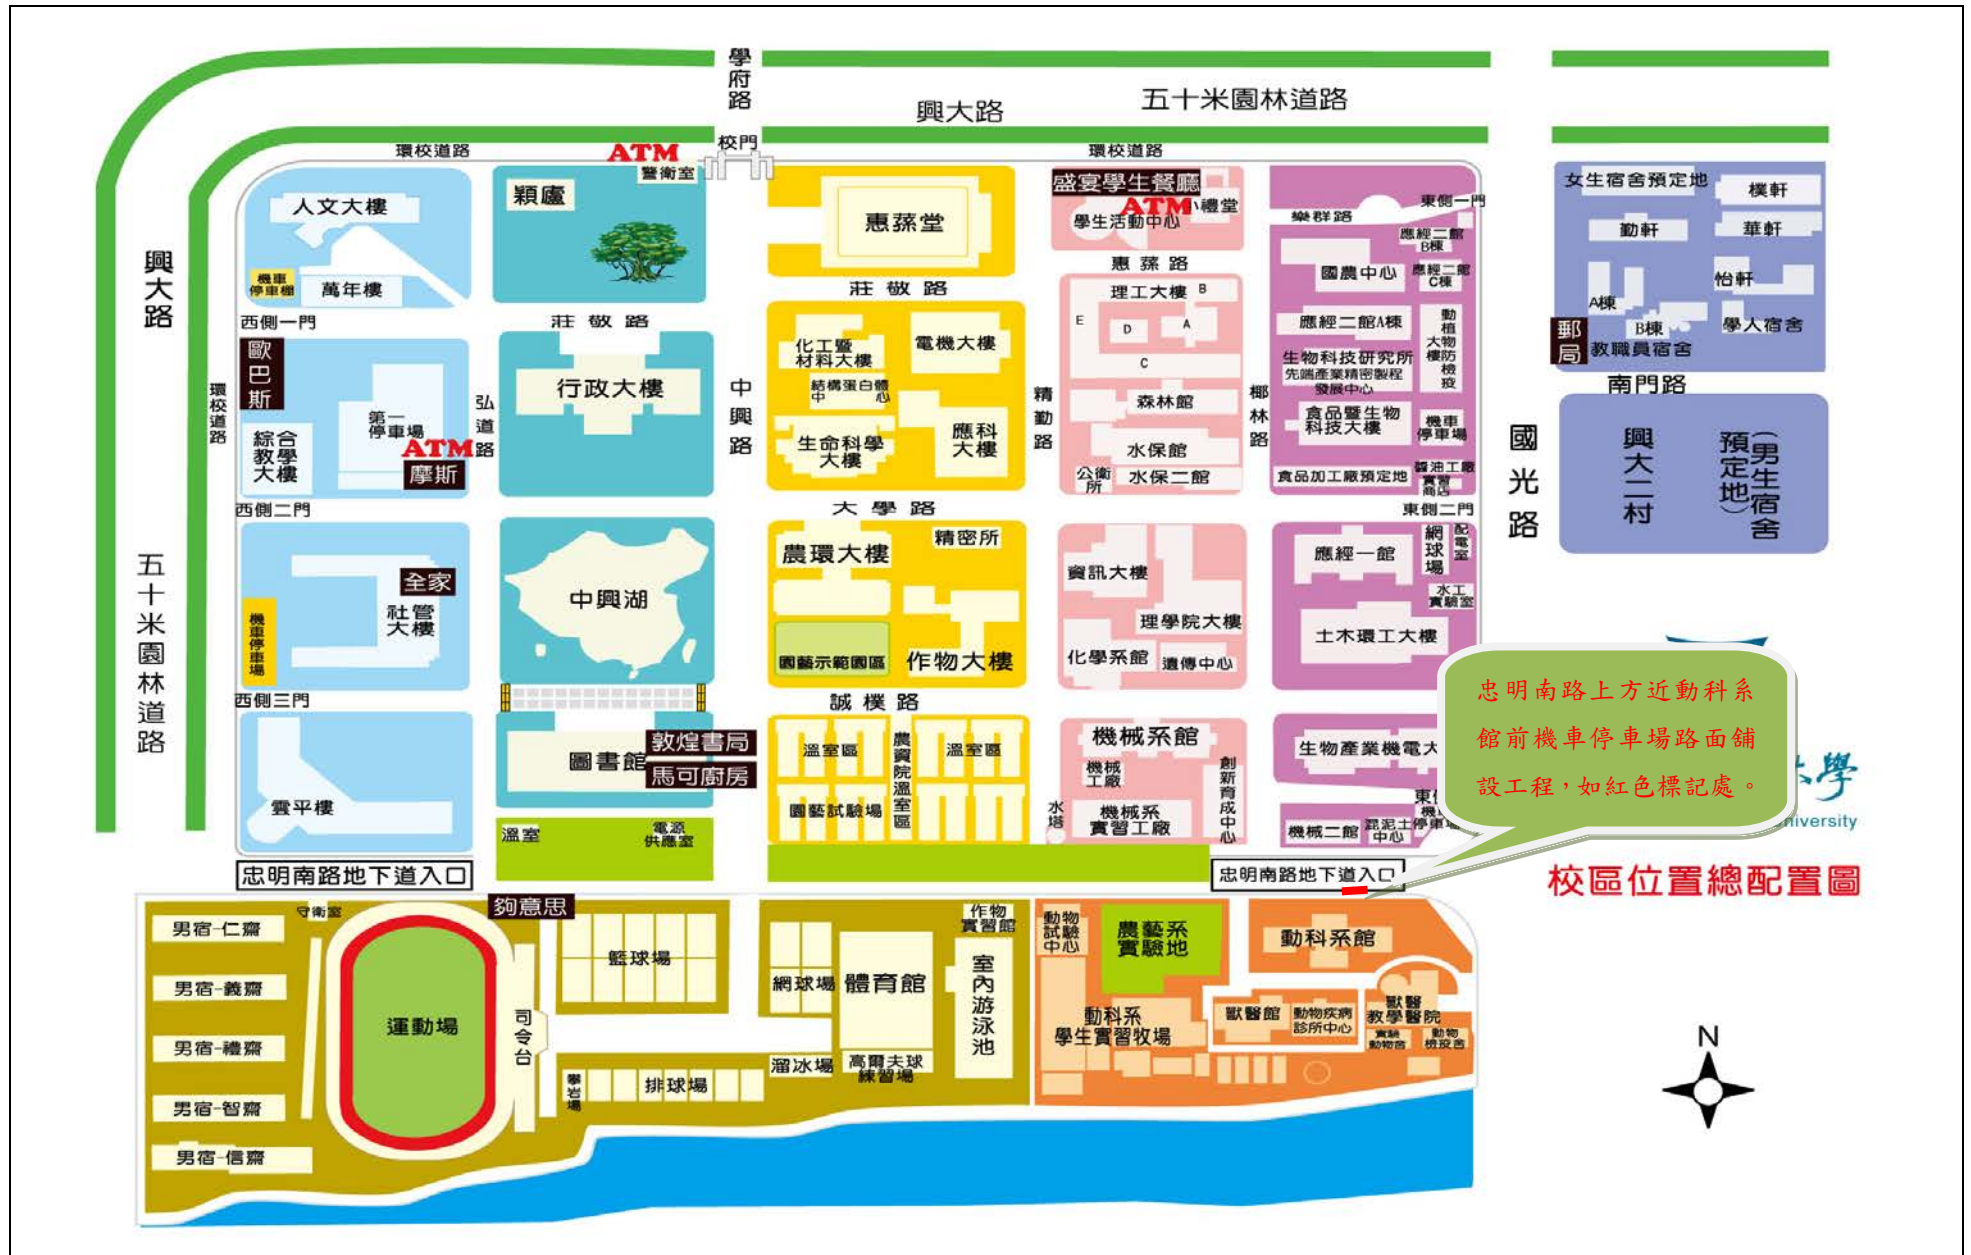 學府路
興大路
五十米園林道路
環校道路
ATM
警衛室
校門
環校道路
人文大樓
機車
停車棚
萬年樓
西側一門
穎廬
莊敬路
惠蓀堂
莊敬路
盛宴學生餐廳
ATM
小禮堂
學生活動中心
惠蓀路
樂群路
東側一門
應經二館
B棟
國農中心
應經二館
C棟
女生宿舍預定地
樸軒
勤軒
華軒
怡軒
A棟
B棟
學人宿舍
郵局
教職員宿舍
南門路
興大二村
(男生宿舍
預定地)
國光路
興大路
五十米園林道路
環校道路
歐巴斯
第一
停車場
ATM
摩斯
綜合
教學
大樓
西側二門
弘道路
行政大樓
中興路
化工暨
材料大樓
電機大樓
結構蛋白體
中心
生命科學
大樓
應科
大樓
大學路
精勤路
理工大樓
A
B
C
D
E
森林館
水保館
公衛所
水保二館
椰林路
應經二館A棟
動植物防檢疫
大樓
生物科技研究所
先端產業精密製程
發展中心
食品暨生物
科技大樓
機車
停車場
食品加工廠預定地
醬油工廠
實習
商店
東側二門
全家
社管
大樓
機車停車場
西側三門
中興湖
農環大樓
精密所
園藝示範園區
作物大樓
誠樸路
資訊大樓
理學院大樓
化學系館
遺傳中心
應經一館
網球場
配電室
水工
實驗室
土木環工大樓
忠明南路上方近動科系
館前機車停車場路面舖
設工程,如紅色標記處。
大學
University
雲平樓
圖書館
敦煌書局
馬可廚房
溫室
電源
供應室
溫室區
農資院溫室區
溫室區
園藝試驗場
機械系館
機械
工廠
創新育成中心
水塔
機械系
實習工廠
生物產業機電大
機械二館
混泥土
中心
停車場
忠明南路地下道入口
忠明南路地下道入口
校區位置總配置圖
守衛室
男宿-仁齋
男宿-義齋
男宿-禮齋
男宿-智齋
男宿-信齋
運動場
司令台
夠意思
籃球場
攀岩場
排球場
網球場
溜冰場
體育館
高爾夫球
練習場
作物
實習館
室內游泳池
動物
試驗
中心
農藝系
實驗地
動科系
學生實習牧場
動科系館
獸醫館
動物疾病
診所中心
獸醫
教學醫院
實驗
動物舍
動物
檢疫舍
N